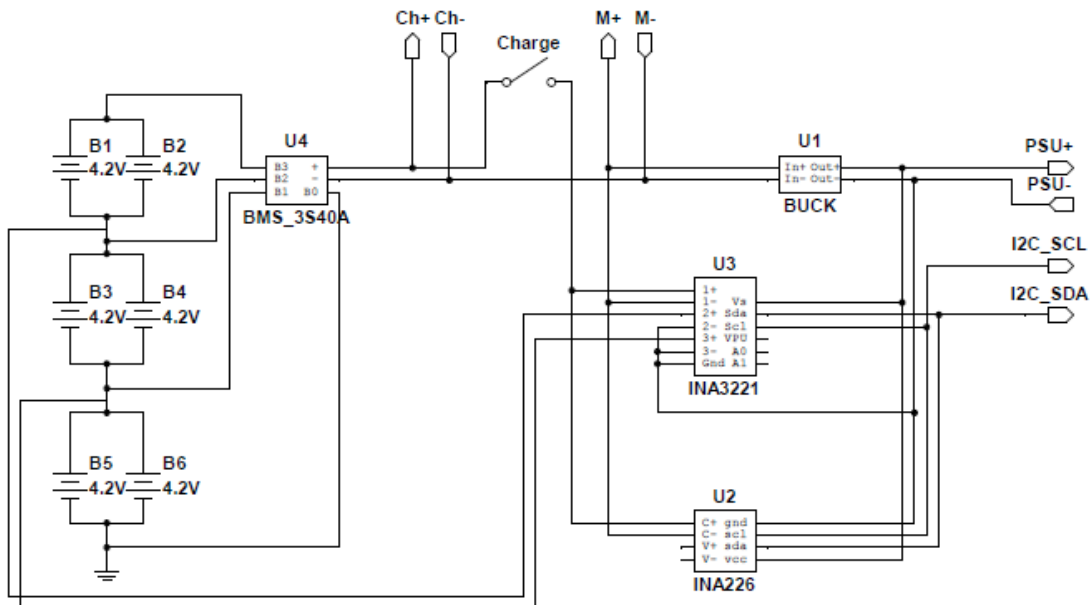 Ch+ Ch- M+ M-
Charge
B1 B2
4.2V 4.2V
U4
B3 +
B2 -
B1 B0
BMS_3S40A
U1
In+ Out+
In- Out-
BUCK
PSU+
PSU-
I2C_SCL
I2C_SDA
B3 B4
4.2V 4.2V
U3
1+
1- Vs
2+ Sda
2- Scl
3+ VPU
3- A0
Gnd A1
INA3221
B5 B6
4.2V 4.2V
U2
C+ gnd
C- scl
V+ sda
V- vcc
INA226